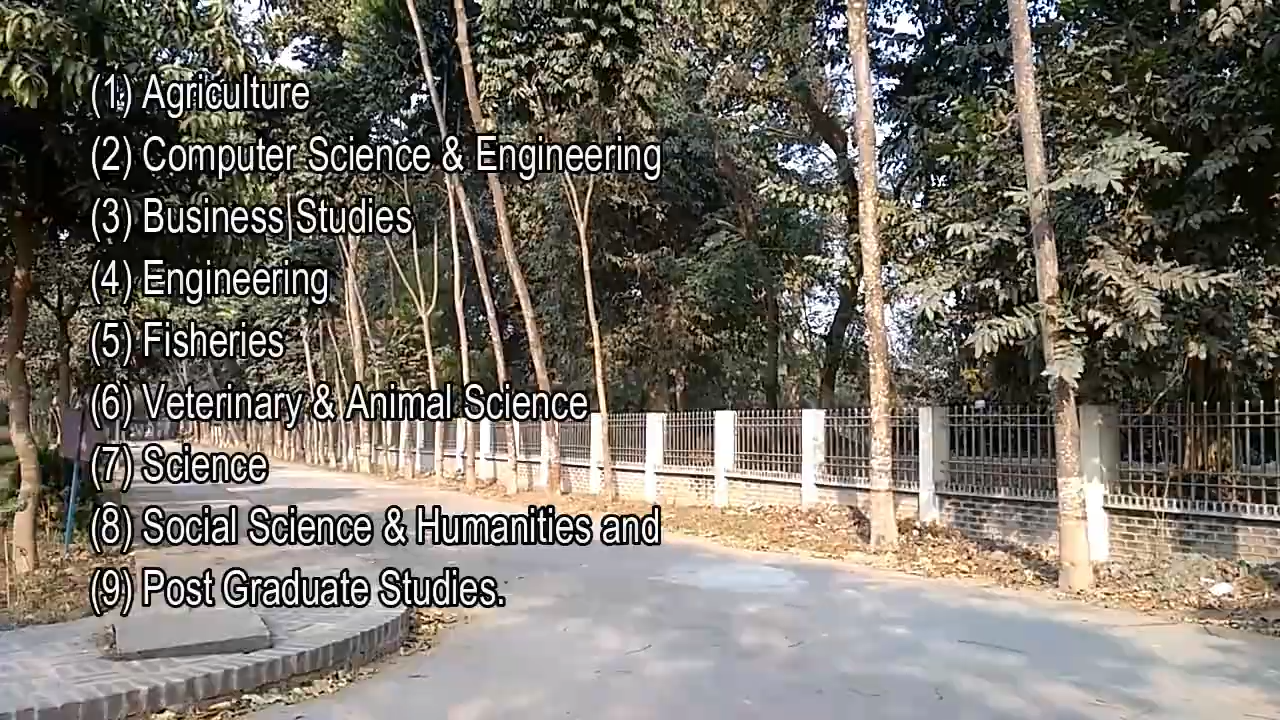 (1) Agriculture
(2) Computer Science & Engineering
(3) Business Studies
(4) Engineering
(5) Fisheries
(6) Veterinary & Animal Science
(7) Science
(8) Social Science & Humanities and
(9) Post Graduate Studies.